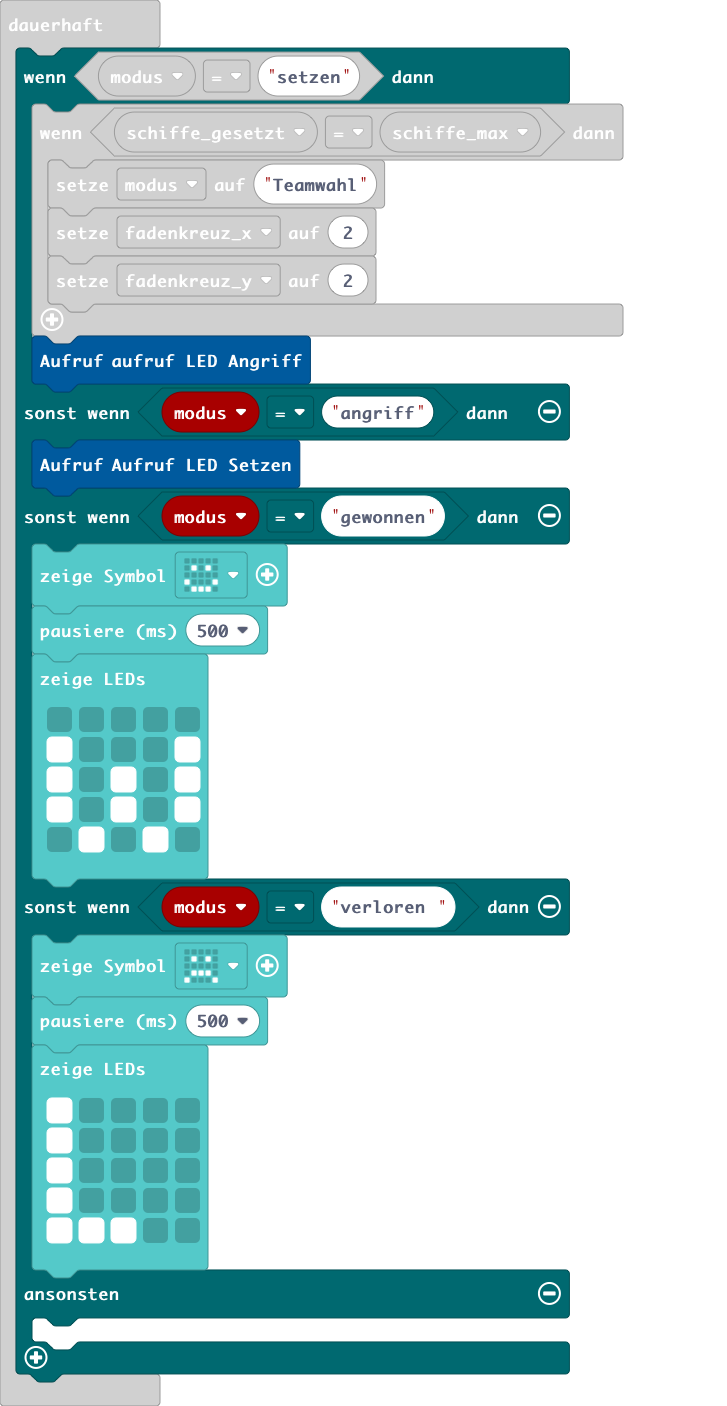 dauerhaft
wenn modus = "setzen" dann
wenn schiffe_gesetzt = schiffe_max dann
setze modus auf "Teamwahl"
setze fadenkreuz_x auf 2
setze fadenkreuz_y auf 2
Aufruf aufruf LED Angriff
sonst wenn modus = "angriff" dann
Aufruf Aufruf LED Setzen
sonst wenn modus = "gewonnen" dann
zeige Symbol
pausiere (ms) 500
zeige LEDs
sonst wenn modus = "verloren " dann
zeige Symbol
pausiere (ms) 500
zeige LEDs
ansonsten